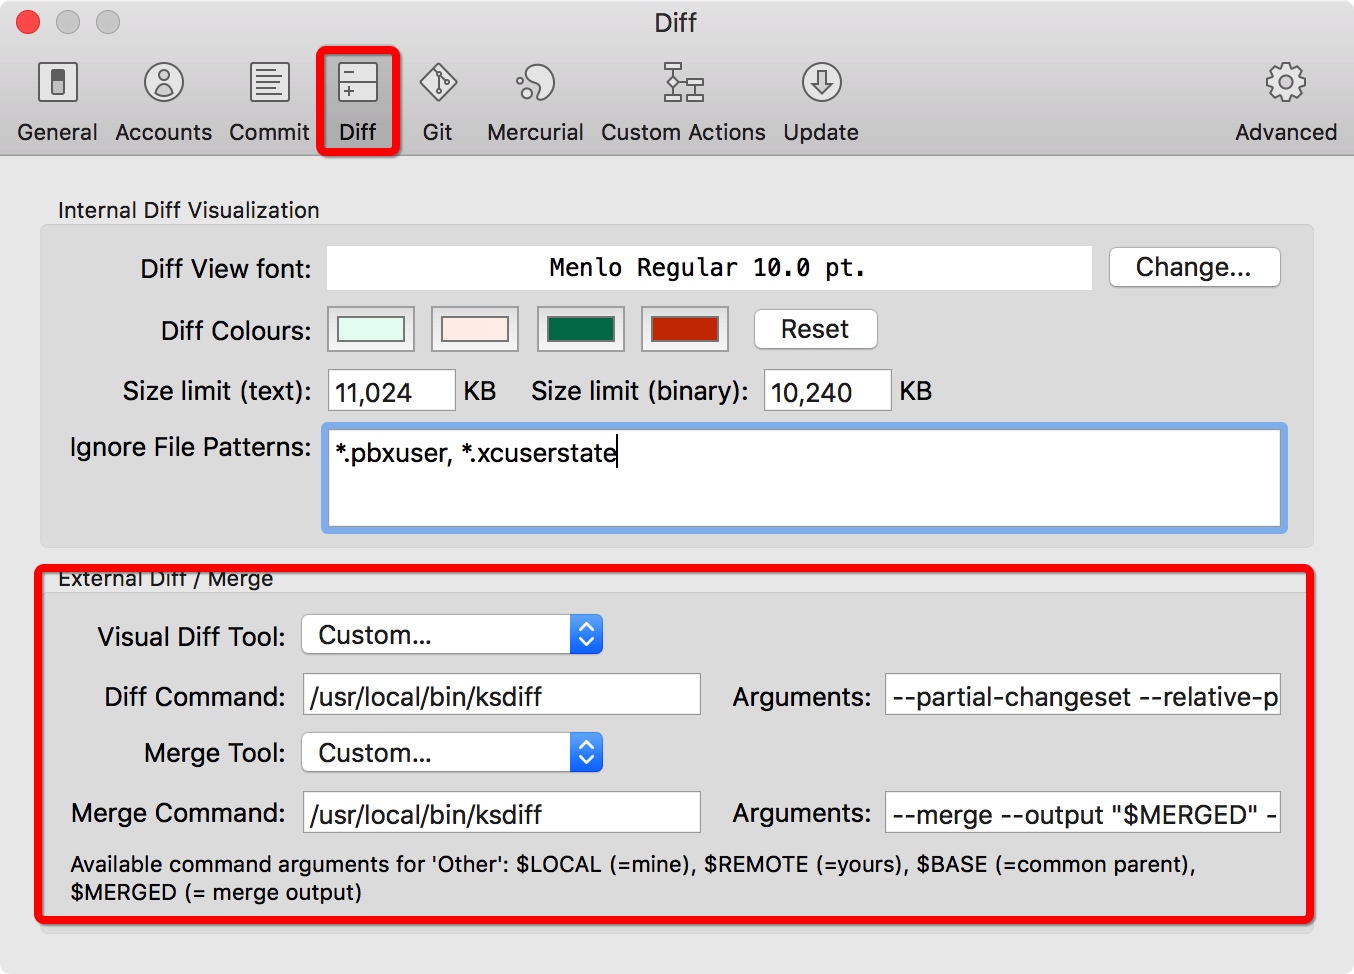 Diff
General Accounts Commit Diff Git Mercurial Custom Actions Update Advanced
Internal Diff Visualization
Diff View font: Menlo Regular 10.0 pt. Change...
Diff Colours: Reset
Size limit (text): 11,024 KB Size limit (binary): 10,240 KB
Ignore File Patterns: *.pbxuser, *.xcuserstate
External Diff / Merge
Visual Diff Tool: Custom...
Diff Command: /usr/local/bin/ksdiff Arguments: --partial-changeset --relative-p
Merge Tool: Custom...
Merge Command: /usr/local/bin/ksdiff Arguments: --merge --output "$MERGED" -
Available command arguments for 'Other': $LOCAL (=mine), $REMOTE (=yours), $BASE (=common parent),
$MERGED (= merge output)